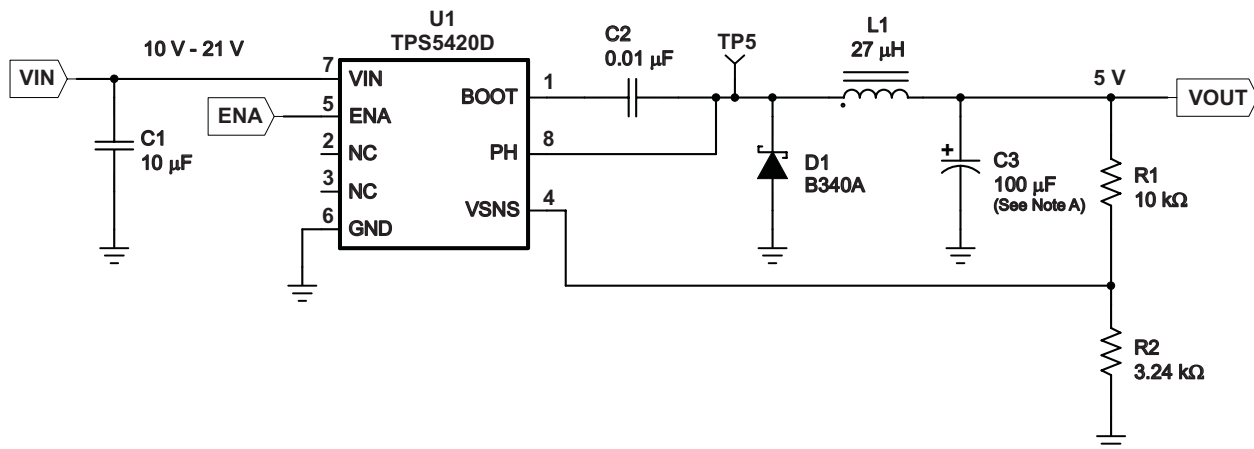 U1
TPS5420D
10 V - 21 V
VIN
C1
10 μF
ENA
7
VIN
5
ENA
2
NC
3
NC
6
GND
BOOT
1
PH
8
VSNS
4
C2
0.01 μF
TP5
L1
27 μH
5 V
VOUT
D1
B340A
+
C3
100 μF
(See Note A)
R1
10 kΩ
R2
3.24 kΩ